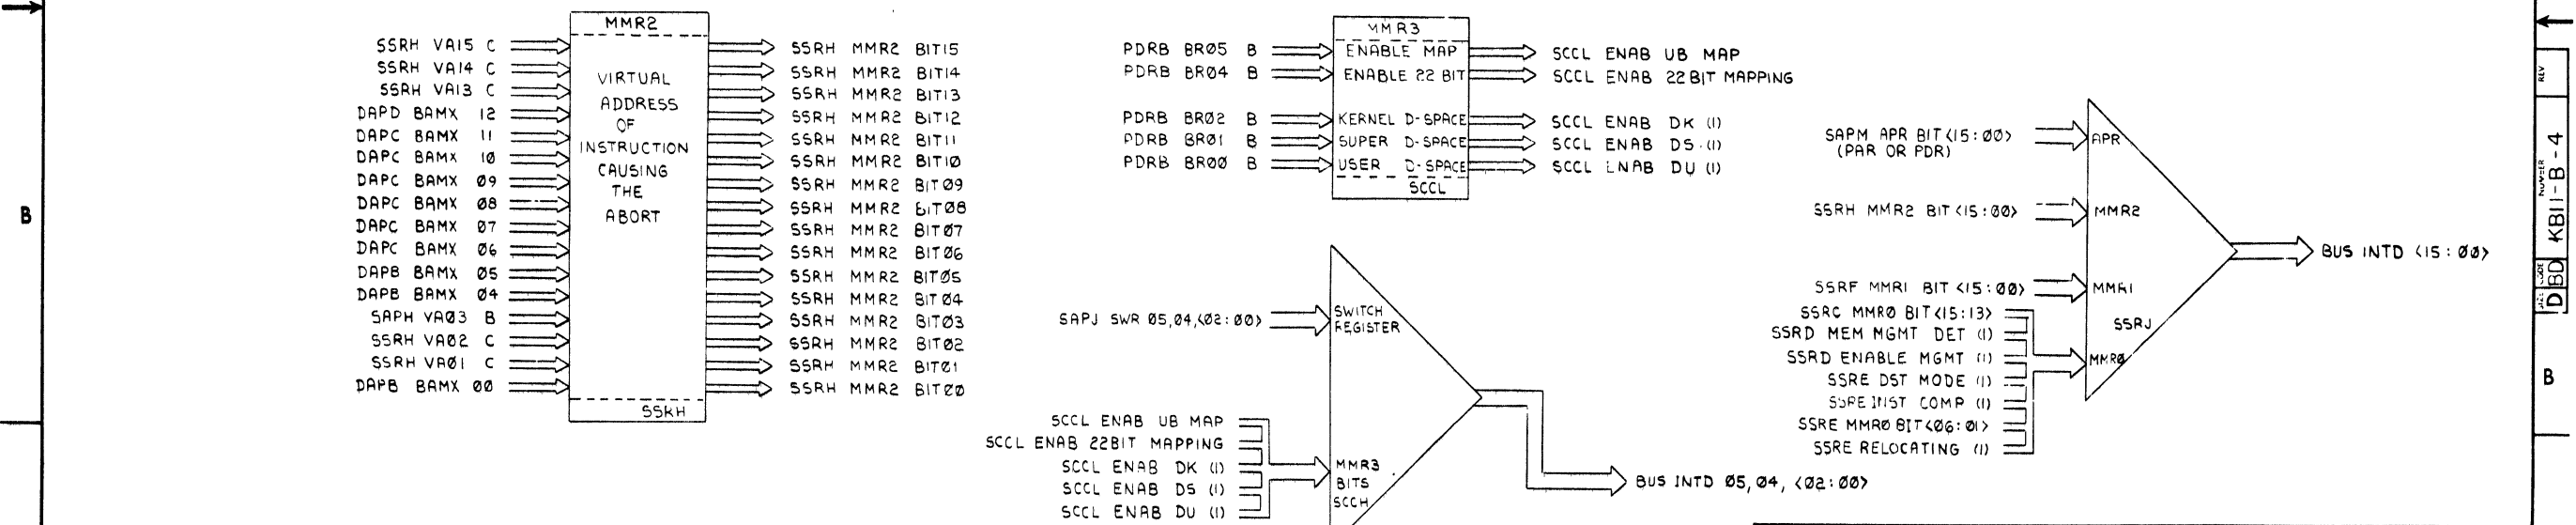 MMR2
SSRH VA15 C
SSRH VA14 C
SSRH VA13 C
DAPD BAMX 12
DAPC BAMX 11
DAPC BAMX 10
DAPC BAMX 09
DAPC BAMX 08
DAPC BAMX 07
DAPC BAMX 06
DAPB BAMX 05
DAPB BAMX 04
SAPH VA03 B
SSRH VA02 C
SSRH VA01 C
DAPB BAMX 00
VIRTUAL
ADDRESS
OF
INSTRUCTION
CAUSING
THE
ABORT
SSRH
SSRH MMR2 BIT15
SSRH MMR2 BIT14
SSRH MMR2 BIT13
SSRH MMR2 BIT12
SSRH MMR2 BIT11
SSRH MMR2 BIT10
SSRH MMR2 BIT09
SSRH MMR2 BIT08
SSRH MMR2 BIT07
SSRH MMR2 BIT06
SSRH MMR2 BIT05
SSRH MMR2 BIT04
SSRH MMR2 BIT03
SSRH MMR2 BIT02
SSRH MMR2 BIT01
SSRH MMR2 BIT00
MMR3
PDRB BR05 B
PDRB BR04 B
PDRB BR02 B
PDRB BR01 B
PDRB BR00 B
ENABLE MAP
ENABLE 22 BIT
KERNEL D-SPACE
SUPER D-SPACE
USER D-SPACE
SCCL
SCCL ENAB UB MAP
SCCL ENAB 22BIT MAPPING
SCCL ENAB DK (1)
SCCL ENAB DS (1)
SCCL ENAB DU (1)
SAPJ SWR 05,04,<02:00>
SWITCH
REGISTER
SCCL ENAB UB MAP
SCCL ENAB 22BIT MAPPING
SCCL ENAB DK (1)
SCCL ENAB DS (1)
SCCL ENAB DU (1)
MMR3
BITS
SCCH
BUS INTD 05,04,<02:00>
SAPM APR BIT<15:00>
(PAR OR PDR)
SSRH MMR2 BIT<15:00>
SSRF MMR1 BIT<15:00>
SSRC MMR0 BIT<15:13>
SSRD MEM MGMT DET (1)
SSRD ENABLE MGMT (1)
SSRE DST MODE (1)
SSRE INST COMP (1)
SSRE MMR0 BIT<06:01>
SSRE RELOCATING (1)
APR
MMR2
MMR1
SSRJ
MMR0
BUS INTD <15:00>
B
B
REV
NUMBER
KB11-B-4
SIZE CODE
D BD